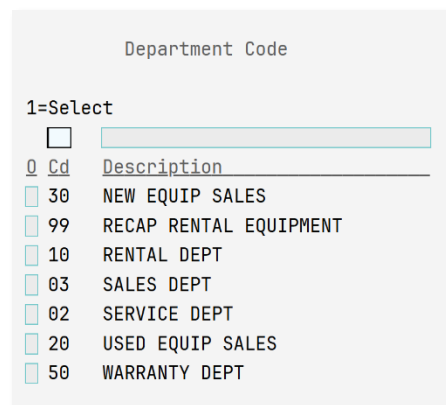 Department Code
1=Select
O Cd Description
30 NEW EQUIP SALES
99 RECAP RENTAL EQUIPMENT
10 RENTAL DEPT
03 SALES DEPT
02 SERVICE DEPT
20 USED EQUIP SALES
50 WARRANTY DEPT